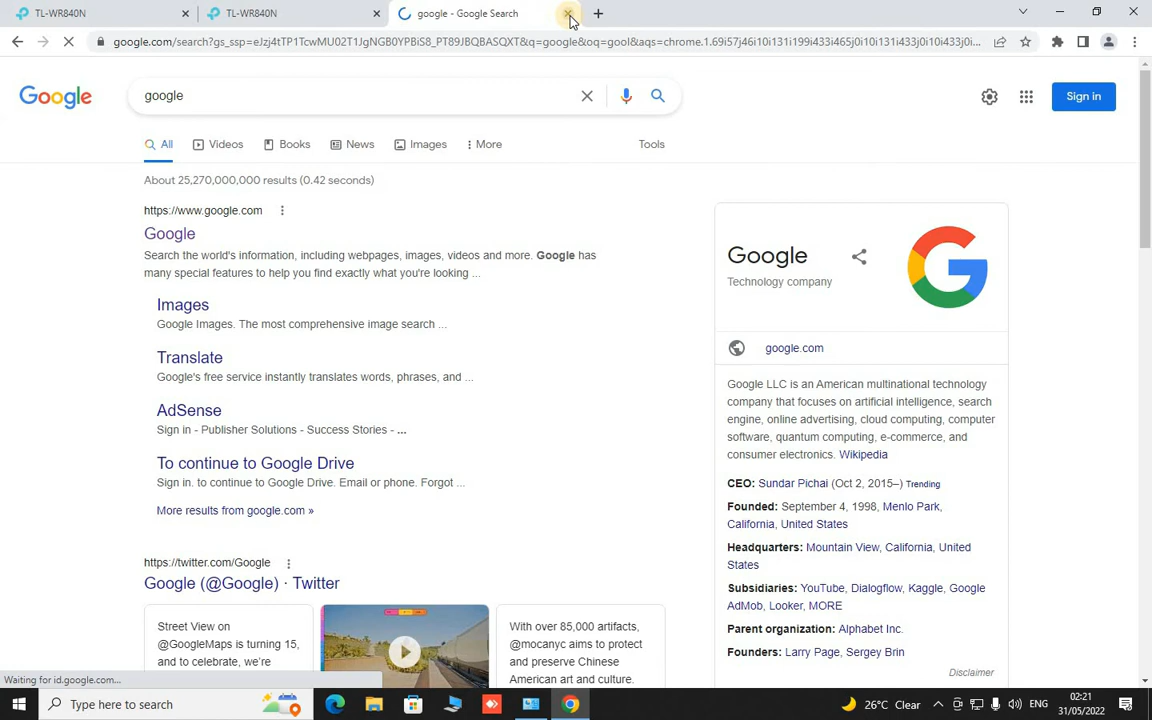 TL-WR840N
TL-WR840N
google - Google Search
google.com/search?gs_ssp=eJzj4tTP1TcwMU02T1JgNGB0YPBiS8_PT89JBQBASQXT&q=google&oq=gool&aqs=chrome.1.69i57j46i10i131i199i433i465j0i10i131i433j0i10j0i...
Google
google
Sign in
All
Videos
Books
News
Images
More
Tools
About 25,270,000,000 results (0.42 seconds)
https://www.google.com
Google
Search the world's information, including webpages, images, videos and more. Google has
many special features to help you find exactly what you're looking ...
Images
Google Images. The most comprehensive image search ...
Translate
Google's free service instantly translates words, phrases, and ...
AdSense
Sign in - Publisher Solutions - Success Stories - ...
To continue to Google Drive
Sign in. to continue to Google Drive. Email or phone. Forgot ...
More results from google.com »
https://twitter.com/Google
Google (@Google) · Twitter
Street View on
@GoogleMaps is turning 15,
and to celebrate, we're
With over 85,000 artifacts,
@mocanyc aims to protect
and preserve Chinese
American art and culture.
Google
Technology company
google.com
Google LLC is an American multinational technology
company that focuses on artificial intelligence, search
engine, online advertising, cloud computing, computer
software, quantum computing, e-commerce, and
consumer electronics. Wikipedia
CEO: Sundar Pichai (Oct 2, 2015–) Trending
Founded: September 4, 1998, Menlo Park,
California, United States
Headquarters: Mountain View, California, United
States
Subsidiaries: YouTube, Dialogflow, Kaggle, Google
AdMob, Looker, MORE
Parent organization: Alphabet Inc.
Founders: Larry Page, Sergey Brin
Disclaimer
Waiting for id.google.com...
Type here to search
26°C Clear
ENG
02:21
31/05/2022